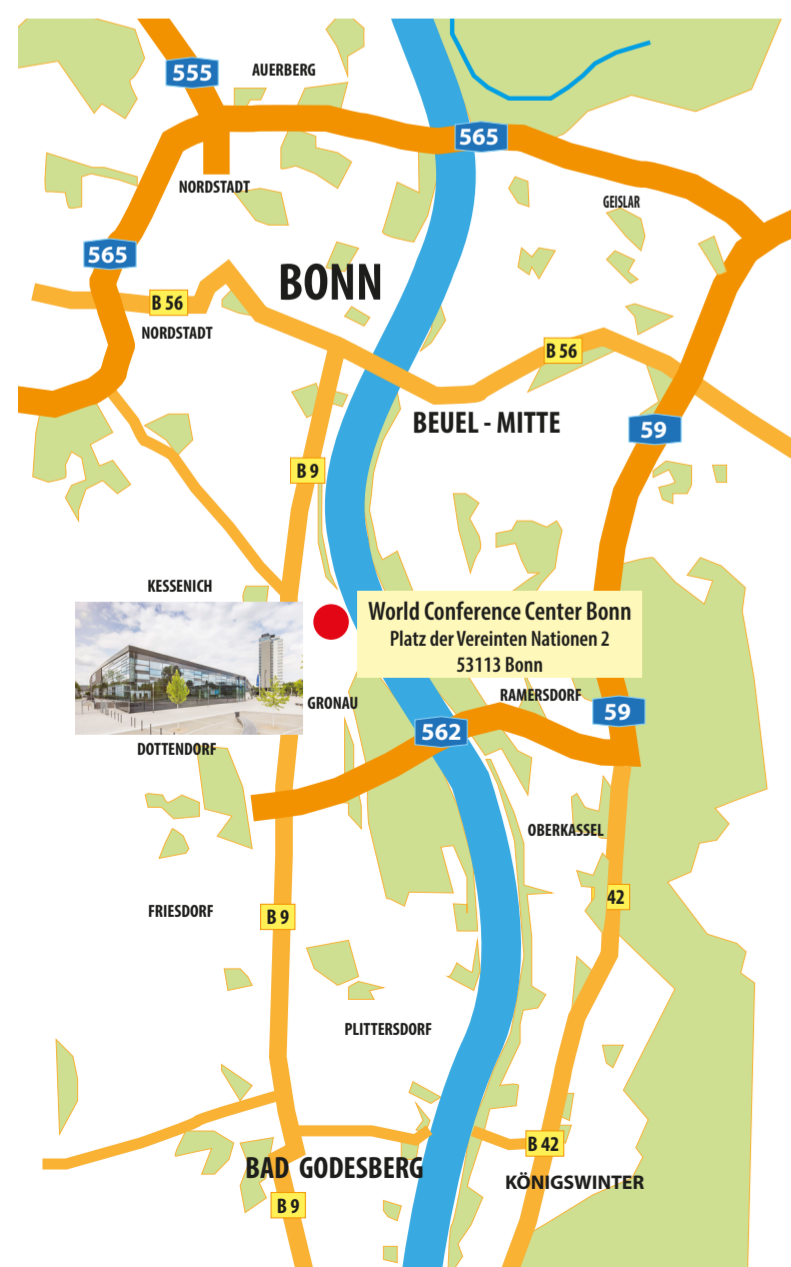 555
AUERBERG
565
NORDSTADT
GEISLAR
565
BONN
B 56
NORDSTADT
B 56
BEUEL - MITTE
59
B 9
KESSENICH
World Conference Center Bonn
Platz der Vereinten Nationen 2
53113 Bonn
RAMERSDORF
GRONAU
59
562
DOTTENDORF
OBERKASSEL
42
FRIESDORF
B 9
PLITTERSDORF
B 42
BAD GODESBERG
KÖNIGSWINTER
B 9